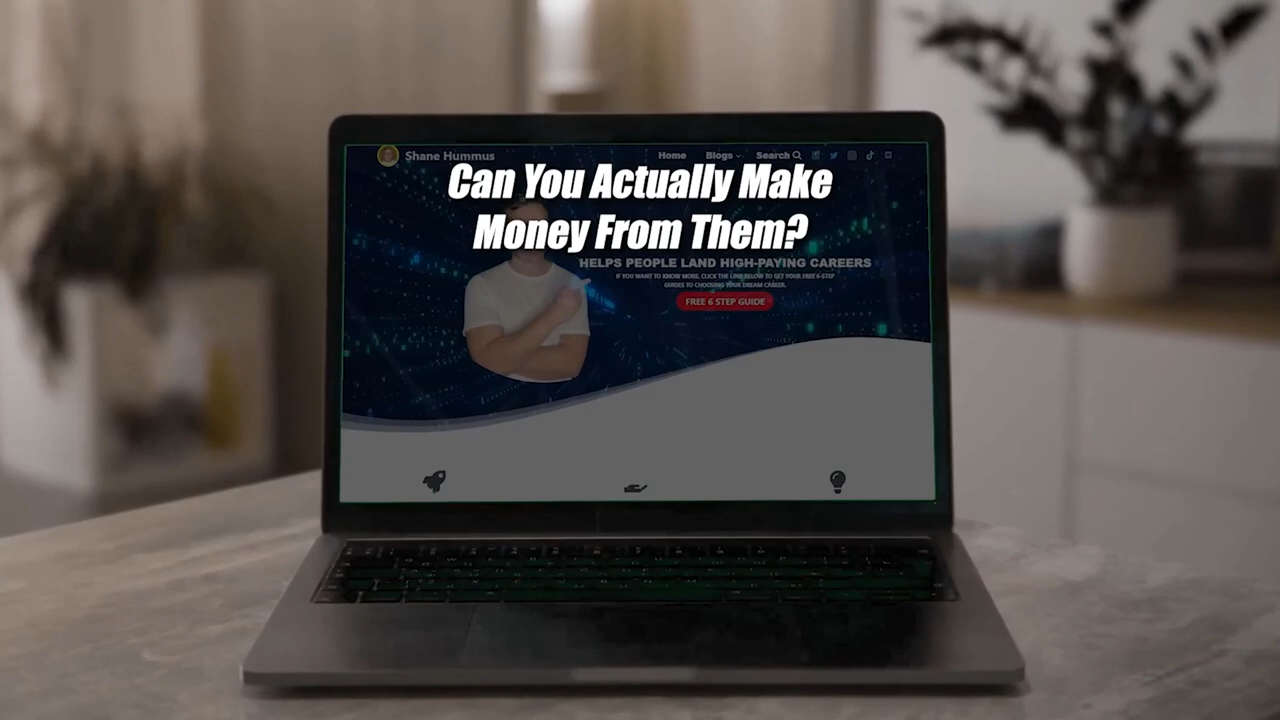 Shane Hummus
Home
Blogs
Search
Can You Actually Make
Money From Them?
HELPS PEOPLE LAND HIGH-PAYING CAREERS
IF YOU WANT TO KNOW MORE, CLICK THE LINK BELOW TO GET YOUR FREE 6-STEP
GUIDES TO CHOOSING YOUR DREAM CAREER.
FREE 6 STEP GUIDE